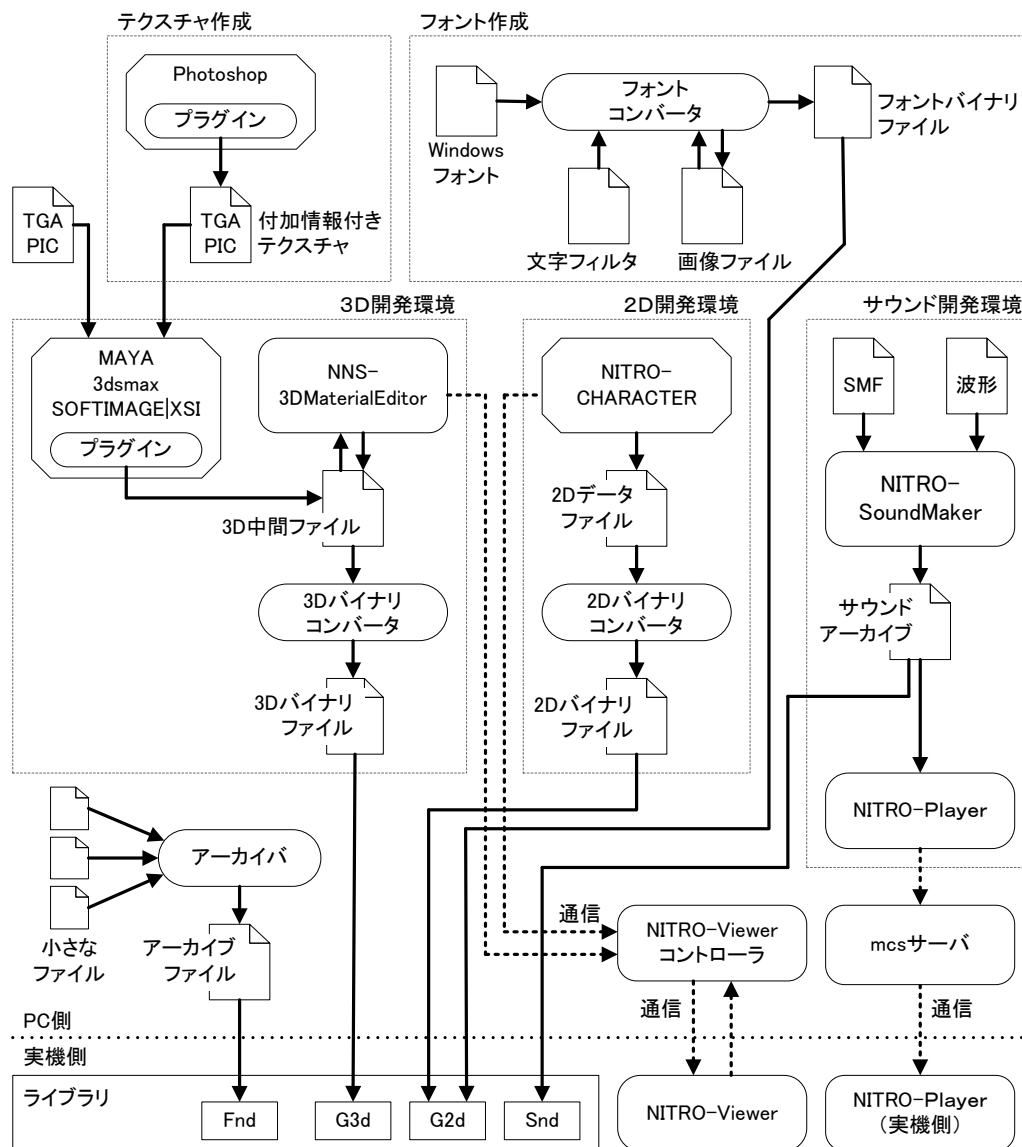 テクスチャ作成
Photoshop
プラグイン
TGA
PIC
TGA
PIC
付加情報付き
テクスチャ
フォント作成
フォント
コンバータ
Windows
フォント
文字フィルタ
画像ファイル
フォントバイナリ
ファイル
3D開発環境
MAYA
3dsmax
SOFTIMAGE|XSI
プラグイン
NNS-
3DMaterialEditor
3D中間ファイル
3Dバイナリ
コンバータ
3Dバイナリ
ファイル
2D開発環境
NITRO-
CHARACTER
2Dデータ
ファイル
2Dバイナリ
コンバータ
2Dバイナリ
ファイル
サウンド開発環境
SMF
波形
NITRO-
SoundMaker
サウンド
アーカイブ
NITRO-Player
小さな
ファイル
アーカイバ
アーカイブ
ファイル
通信
NITRO-Viewer
コントローラ
mcsサーバ
通信
通信
PC側
実機側
ライブラリ
Fnd
G3d
G2d
Snd
NITRO-Viewer
NITRO-Player
（実機側）